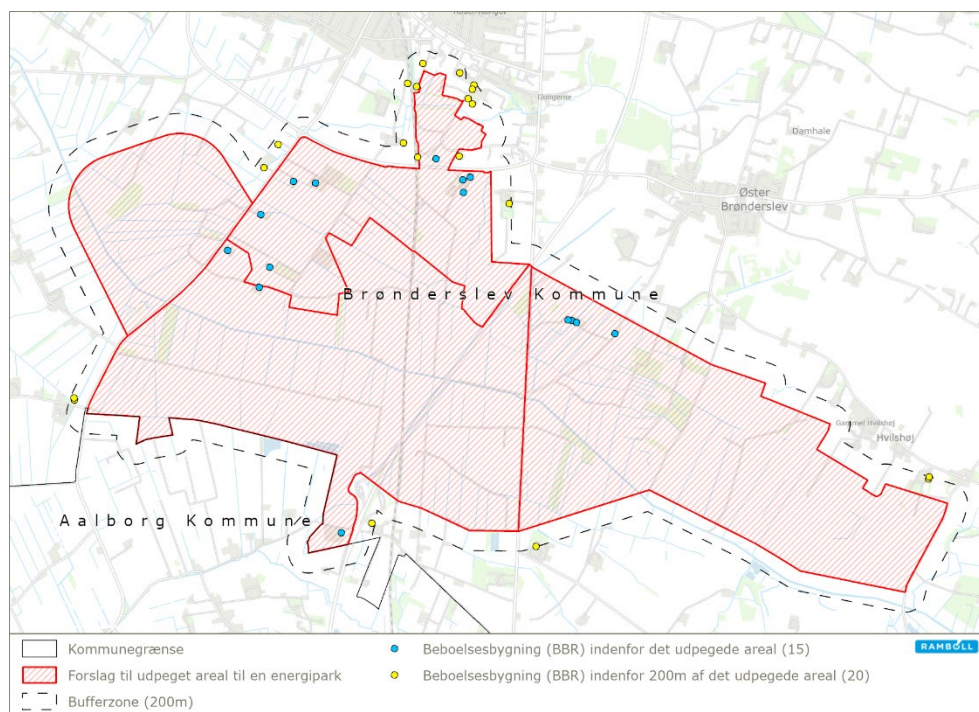 Gungerne
Damhale
Øster
Brønderslev
Brønderslev Kommune
Gammel Hvilshøj
Hvilshøj
Aalborg Kommune
Kommunegrænse
Forslag til udpeget areal til en energipark
Bufferzone (200m)
Beboelsesbygning (BBR) indenfor det udpegede areal (15)
Beboelsesbygning (BBR) indenfor 200m af det udpegede areal (20)
RAMBOLL